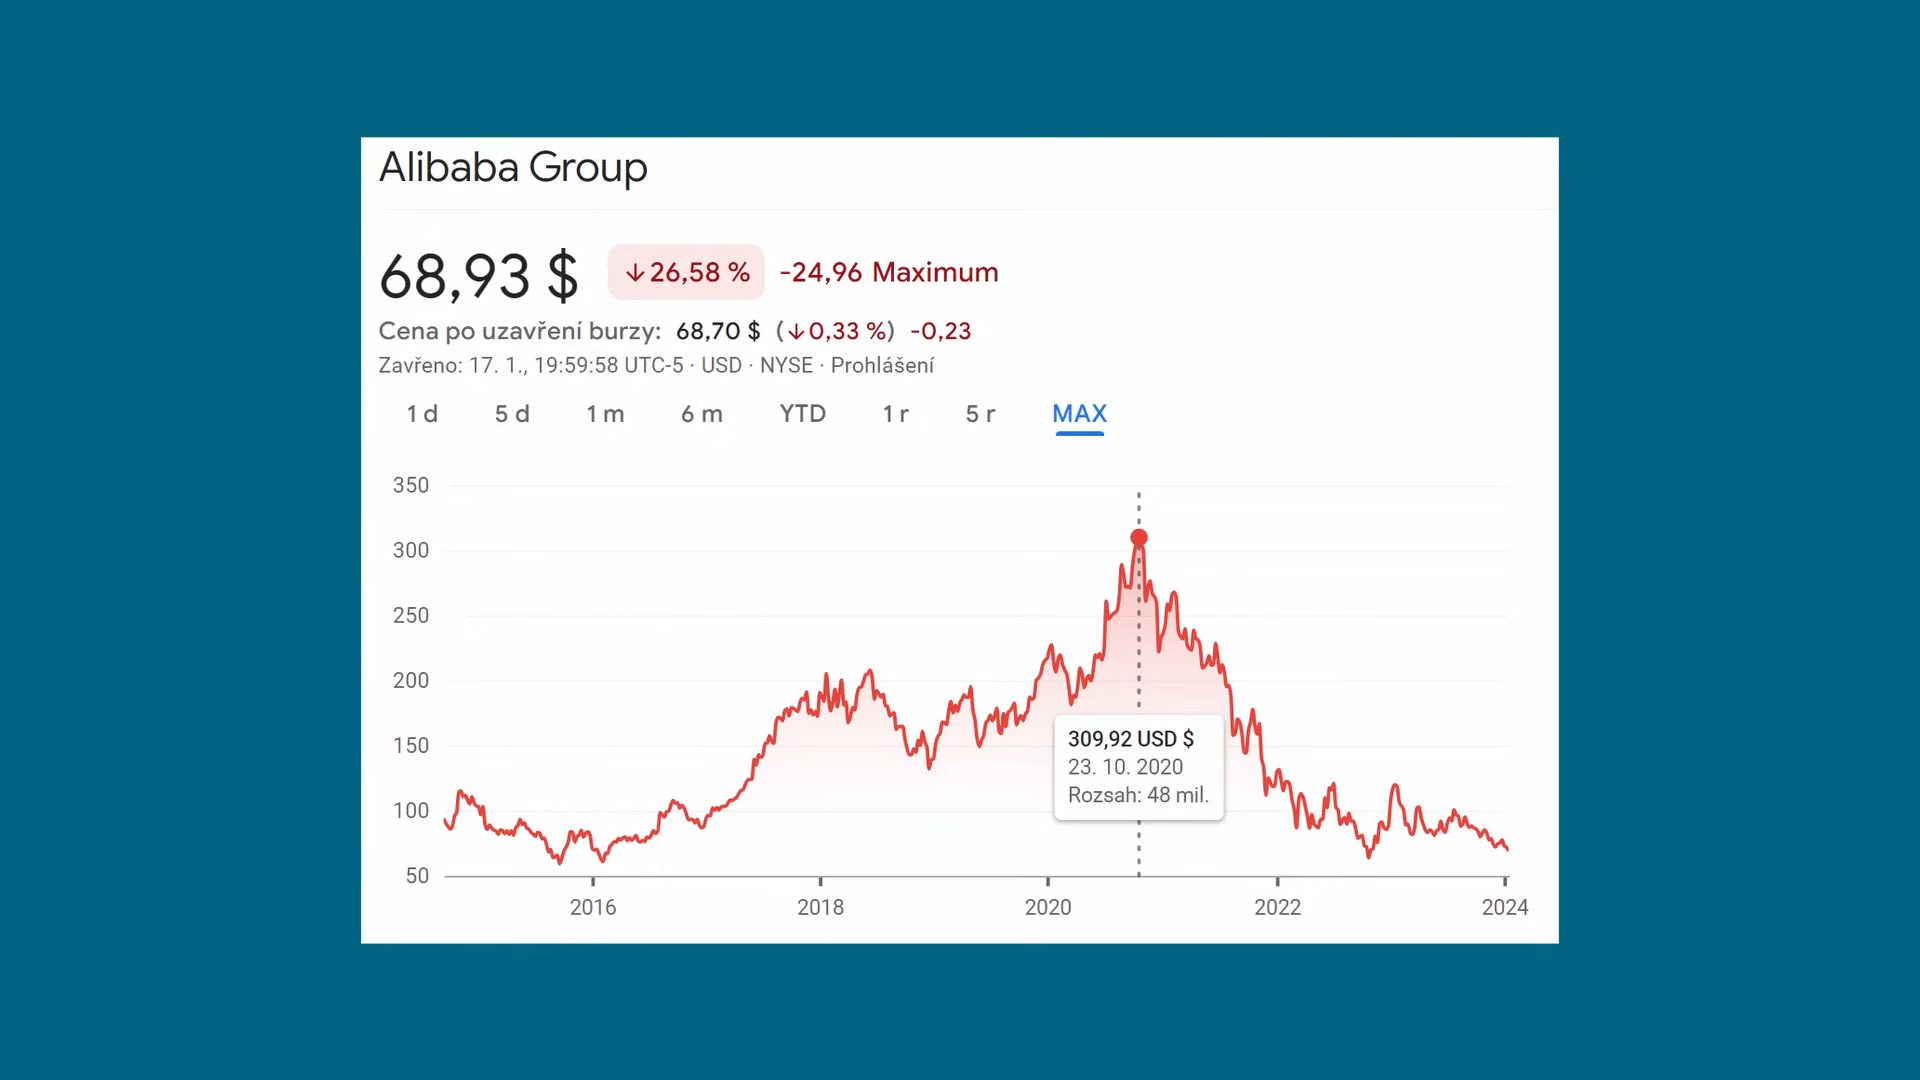 Alibaba Group
68,93 $ ↓26,58 % -24,96 Maximum
Cena po uzavření burzy: 68,70 $ (↓0,33 %) -0,23
Zavřeno: 17. 1., 19:59:58 UTC-5 · USD · NYSE · Prohlášení
1 d 5 d 1 m 6 m YTD 1 r 5 r MAX
350
300
250
200
150
100
50
309,92 USD $
23. 10. 2020
Rozsah: 48 mil.
2016 2018 2020 2022 2024